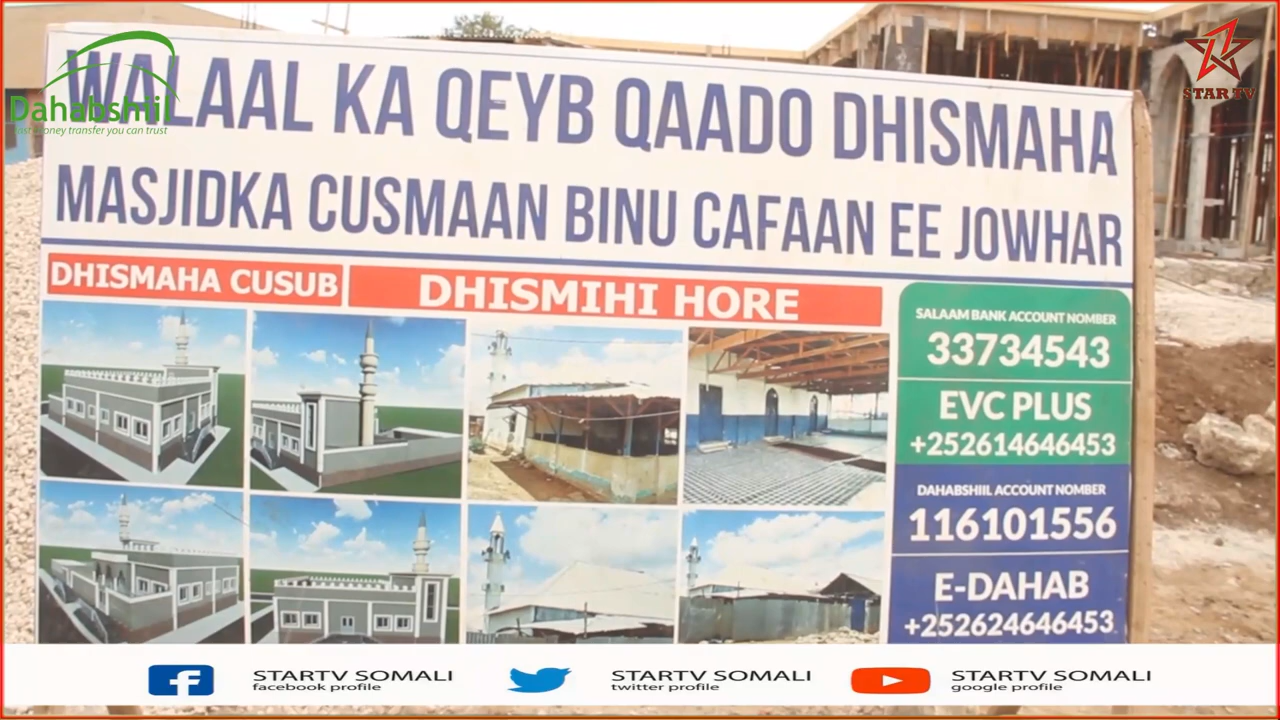 WALAAL KA QEYB QAADO DHISMAHA
MASJIDKA CUSMAAN BINU CAFAAN EE JOWHAR
DHISMAHA CUSUB
DHISMIHI HORE
SALAAM BANK ACCOUNT NOMBER
33734543
EVC PLUS
+252614646453
DAHABSHIIL ACCOUNT NOMBER
116101556
E-DAHAB
+252624646453
Dahabshiil
money transfer you can trust
STAR TV
STARTV SOMALI
facebook profile
STARTV SOMALI
twitter profile
STARTV SOMALI
google profile